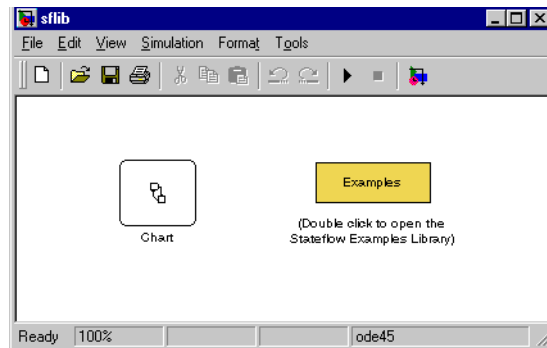 sflib
File Edit View Simulation Format Tools
Examples
Chart
(Double click to open the
Stateflow Examples Library)
Ready 100% ode45